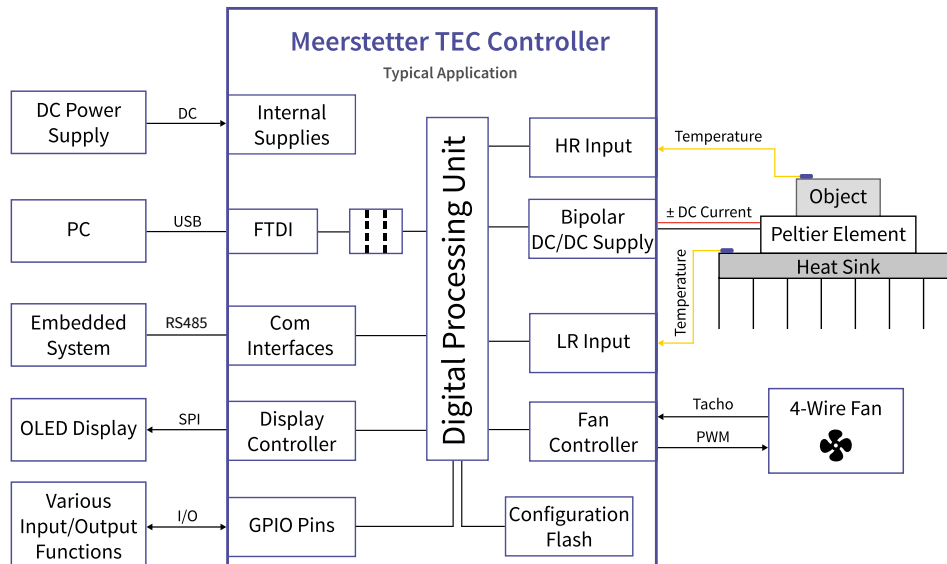 Meerstetter TEC Controller
Typical Application
DC Power
Supply
DC
Internal
Supplies
PC
USB
FTDI
Embedded
System
RS485
Com
Interfaces
OLED Display
SPI
Display
Controller
Various
Input/Output
Functions
I/O
GPIO Pins
Digital Processing Unit
HR Input
Bipolar
DC/DC Supply
LR Input
Fan
Controller
Configuration
Flash
Temperature
± DC Current
Temperature
Object
Peltier Element
Heat Sink
Tacho
PWM
4-Wire Fan